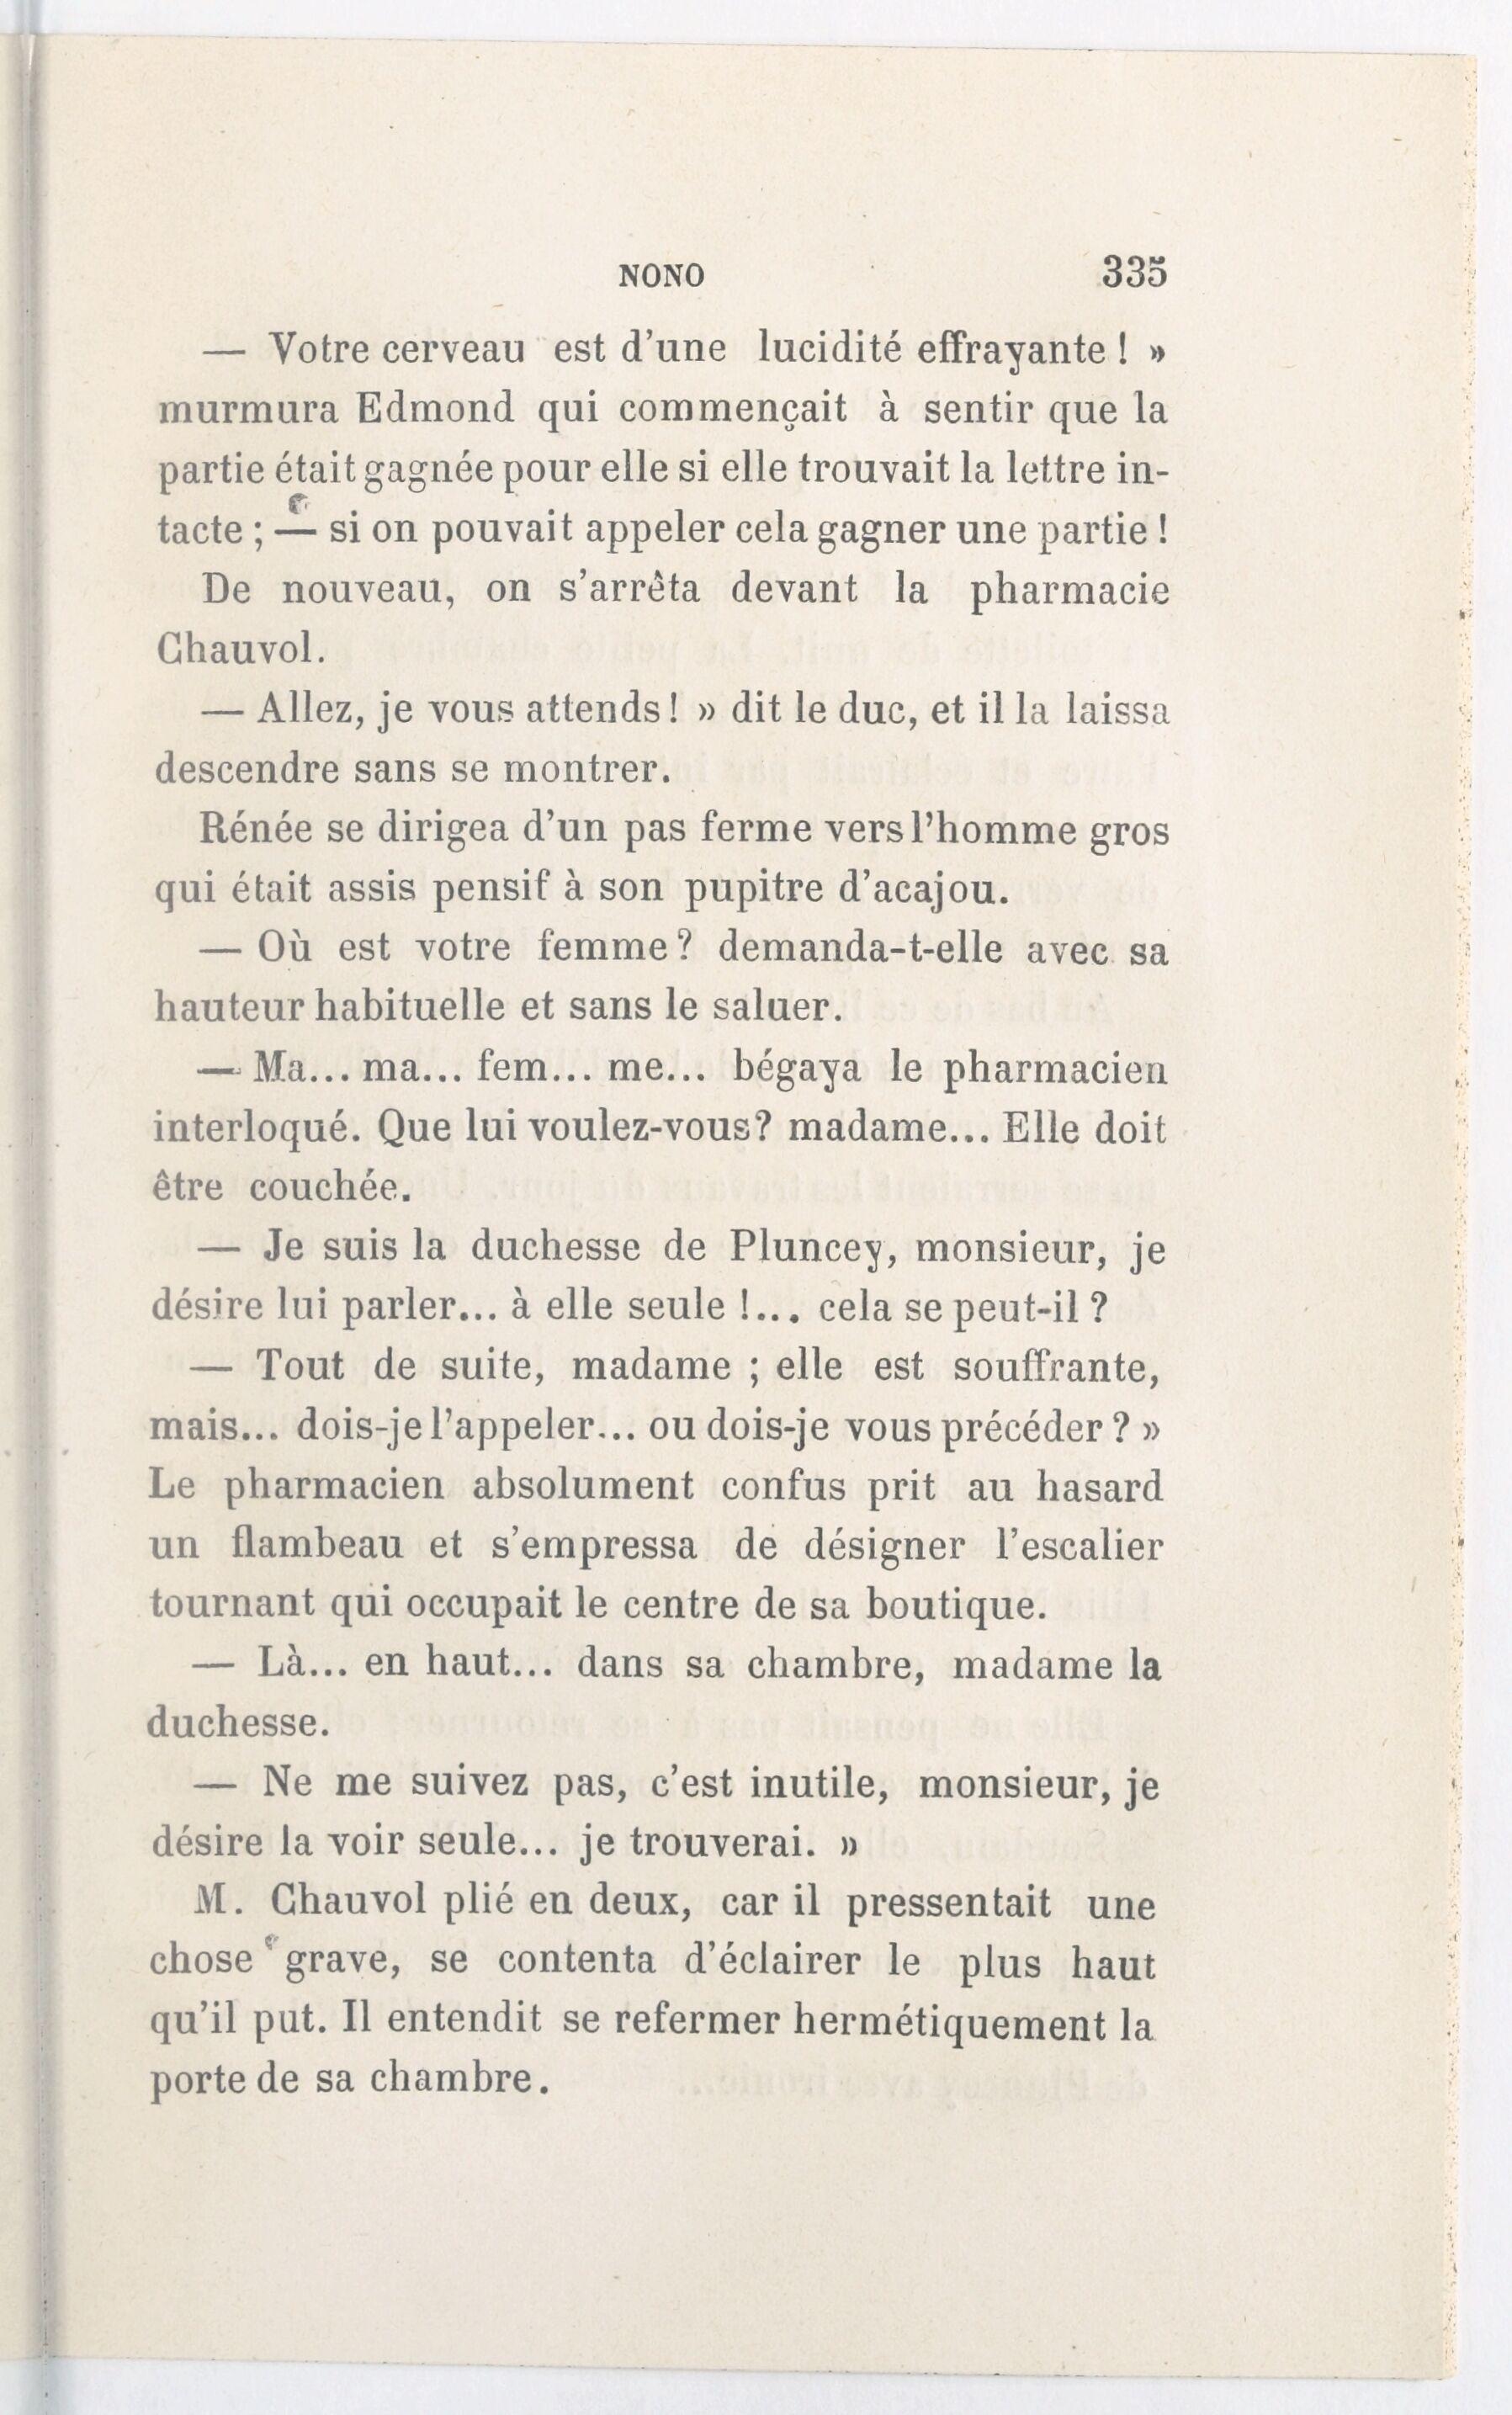 NONO 335
— Votre cerveau est d'une lucidité effrayante ! »
murmura Edmond qui commençait à sentir que la
partie était gagnée pour elle si elle trouvait la lettre in-
tacte ; — si on pouvait appeler cela gagner une partie !
De nouveau, on s'arrêta devant la pharmacie
Chauvol.
— Allez, je vous attends ! » dit le duc, et il la laissa
descendre sans se montrer.
Rénée se dirigea d'un pas ferme vers l'homme gros
qui était assis pensif à son pupitre d'acajou.
— Où est votre femme ? demanda-t-elle avec sa
hauteur habituelle et sans le saluer.
— Ma... ma... fem... me... bégaya le pharmacien
interloqué. Que lui voulez-vous? madame... Elle doit
être couchée.
— Je suis la duchesse de Pluncey, monsieur, je
désire lui parler... à elle seule !... cela se peut-il ?
— Tout de suite, madame ; elle est souffrante,
mais... dois-je l'appeler... ou dois-je vous précéder ? »
Le pharmacien absolument confus prit au hasard
un flambeau et s'empressa de désigner l'escalier
tournant qui occupait le centre de sa boutique.
— Là... en haut... dans sa chambre, madame la
duchesse.
— Ne me suivez pas, c'est inutile, monsieur, je
désire la voir seule... je trouverai. »
M. Chauvol plié en deux, car il pressentait une
chose grave, se contenta d'éclairer le plus haut
qu'il put. Il entendit se refermer hermétiquement la
porte de sa chambre.